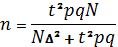 n = t²pqN / (NΔ² + t²pq)